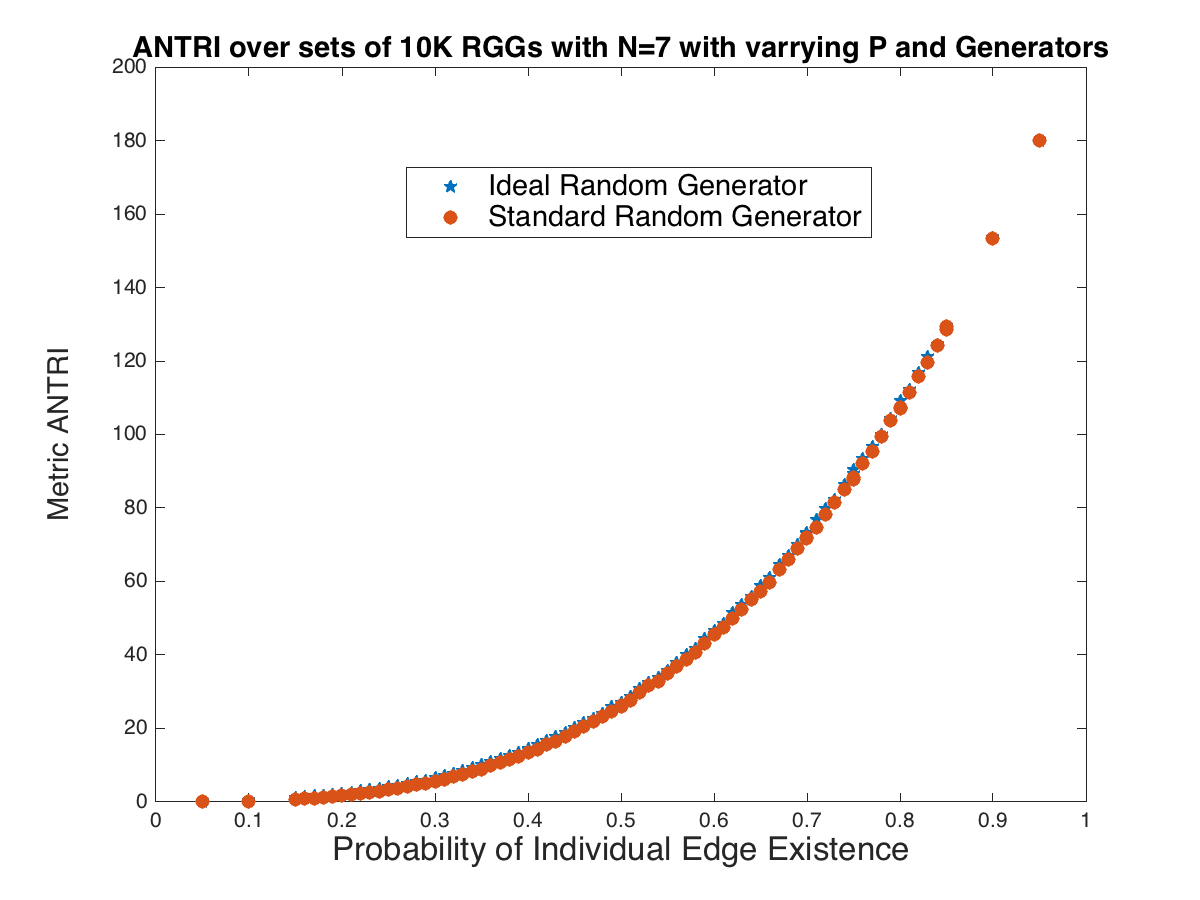 ANTRI over sets of 10K RGGs with N=7 with varrying P and Generators
200
180
160
140
120
100
80
60
40
20
0
Metric ANTRI
Ideal Random Generator
Standard Random Generator
0 0.1 0.2 0.3 0.4 0.5 0.6 0.7 0.8 0.9 1
Probability of Individual Edge Existence